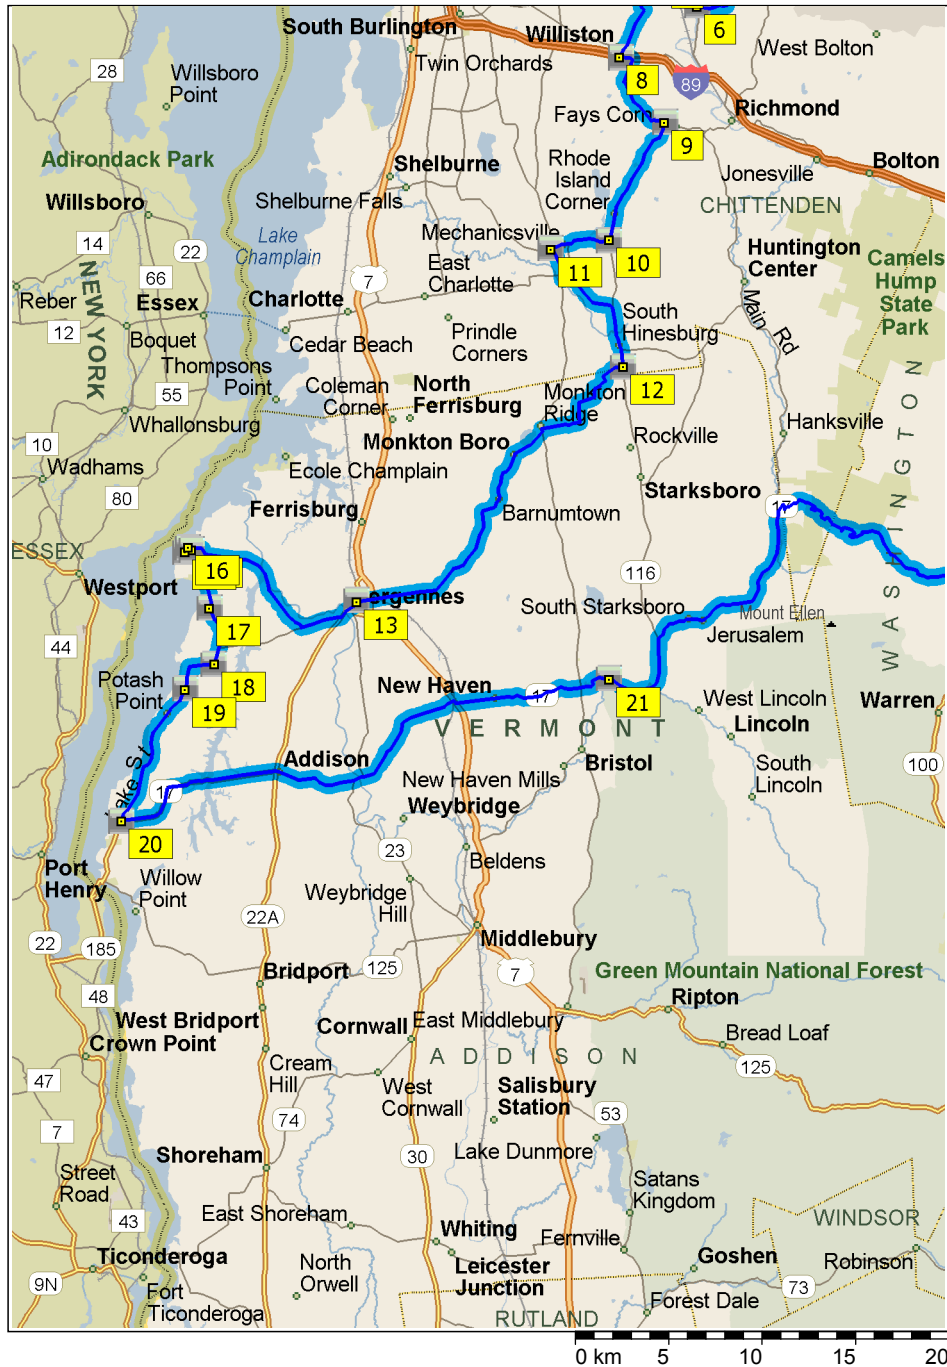 6
South Burlington
Williston
West Bolton
Twin Orchards
28
Willsboro
Point
8
89
Richmond
Fays Corn
9
Adirondack Park
Shelburne
Rhode
Island
Corner
Jonesville
Bolton
Willsboro
Shelburne Falls
CHITTENDEN
14
22
Lake
Champlain
Mechanicsville
10
Huntington
Center
Camels
Hump
State
Park
NEW YORK
66
7
East
Charlotte
11
Reber
Essex
Charlotte
Main Rd
12
Boquet
Cedar Beach
Prindle
Corners
South
Hinesburg
Thompsons
Point
55
Coleman
Corner
North
Ferrisburg
Monkton
Ridge
12
WASHINGTON
Whallonsburg
10
Monkton Boro
Rockville
Hanksville
Wadhams
Ecole Champlain
80
Starksboro
Ferrisburg
Barnumtown
17
ESSEX
16
Westport
116
ergennes
South Starksboro
Mount Ellen
13
17
Jerusalem
44
18
Potash
Point
New Haven
17
21
West Lincoln
Warren
19
VERMONT
Lincoln
Lake St
Addison
Bristol
South
Lincoln
100
17
New Haven Mills
Weybridge
20
23
Beldens
Port
Henry
Willow
Point
Weybridge
Hill
22A
22
185
Middlebury
125
7
Bridport
Green Mountain National Forest
48
Ripton
West Bridport
Cornwall
East Middlebury
Crown Point
Bread Loaf
ADDISON
Cream
Hill
125
47
West
Cornwall
Salisbury
Station
74
53
7
Shoreham
30
Lake Dunmore
Street
Road
Satans
Kingdom
43
East Shoreham
WINDSOR
Whiting
Fernville
Ticonderoga
Goshen
Robinson
9N
North
Orwell
Leicester
Junction
Fort
Ticonderoga
73
Forest Dale
RUTLAND
0 km 5 10 15 20